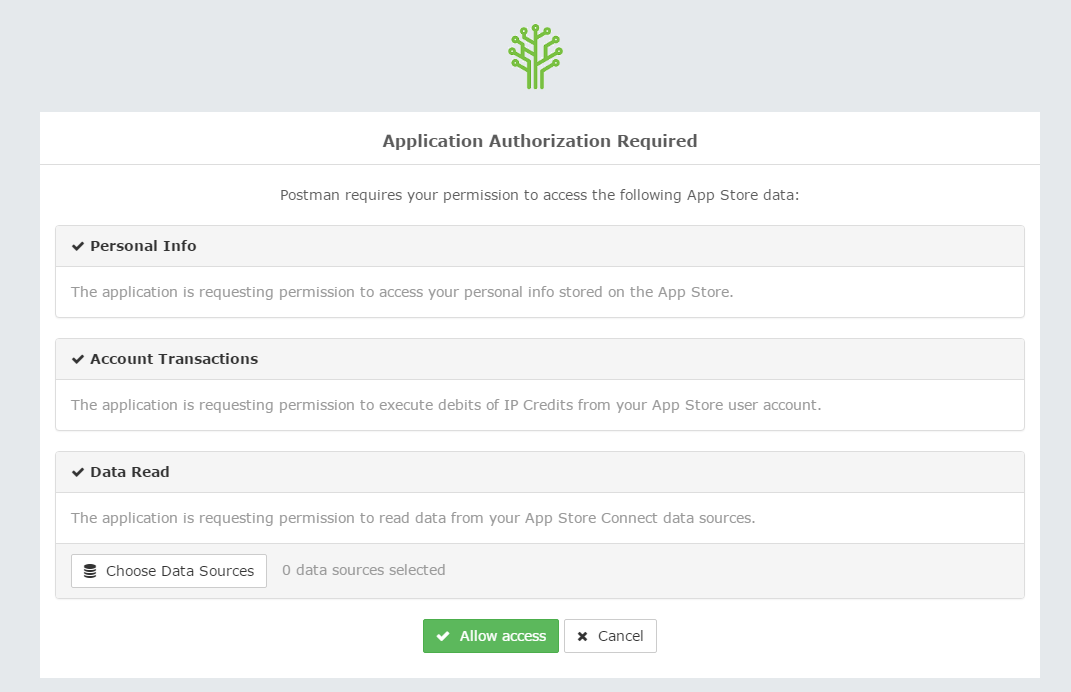 Application Authorization Required
Postman requires your permission to access the following App Store data:
Personal Info
The application is requesting permission to access your personal info stored on the App Store.
Account Transactions
The application is requesting permission to execute debits of IP Credits from your App Store user account.
Data Read
The application is requesting permission to read data from your App Store Connect data sources.
Choose Data Sources 0 data sources selected
Allow access Cancel